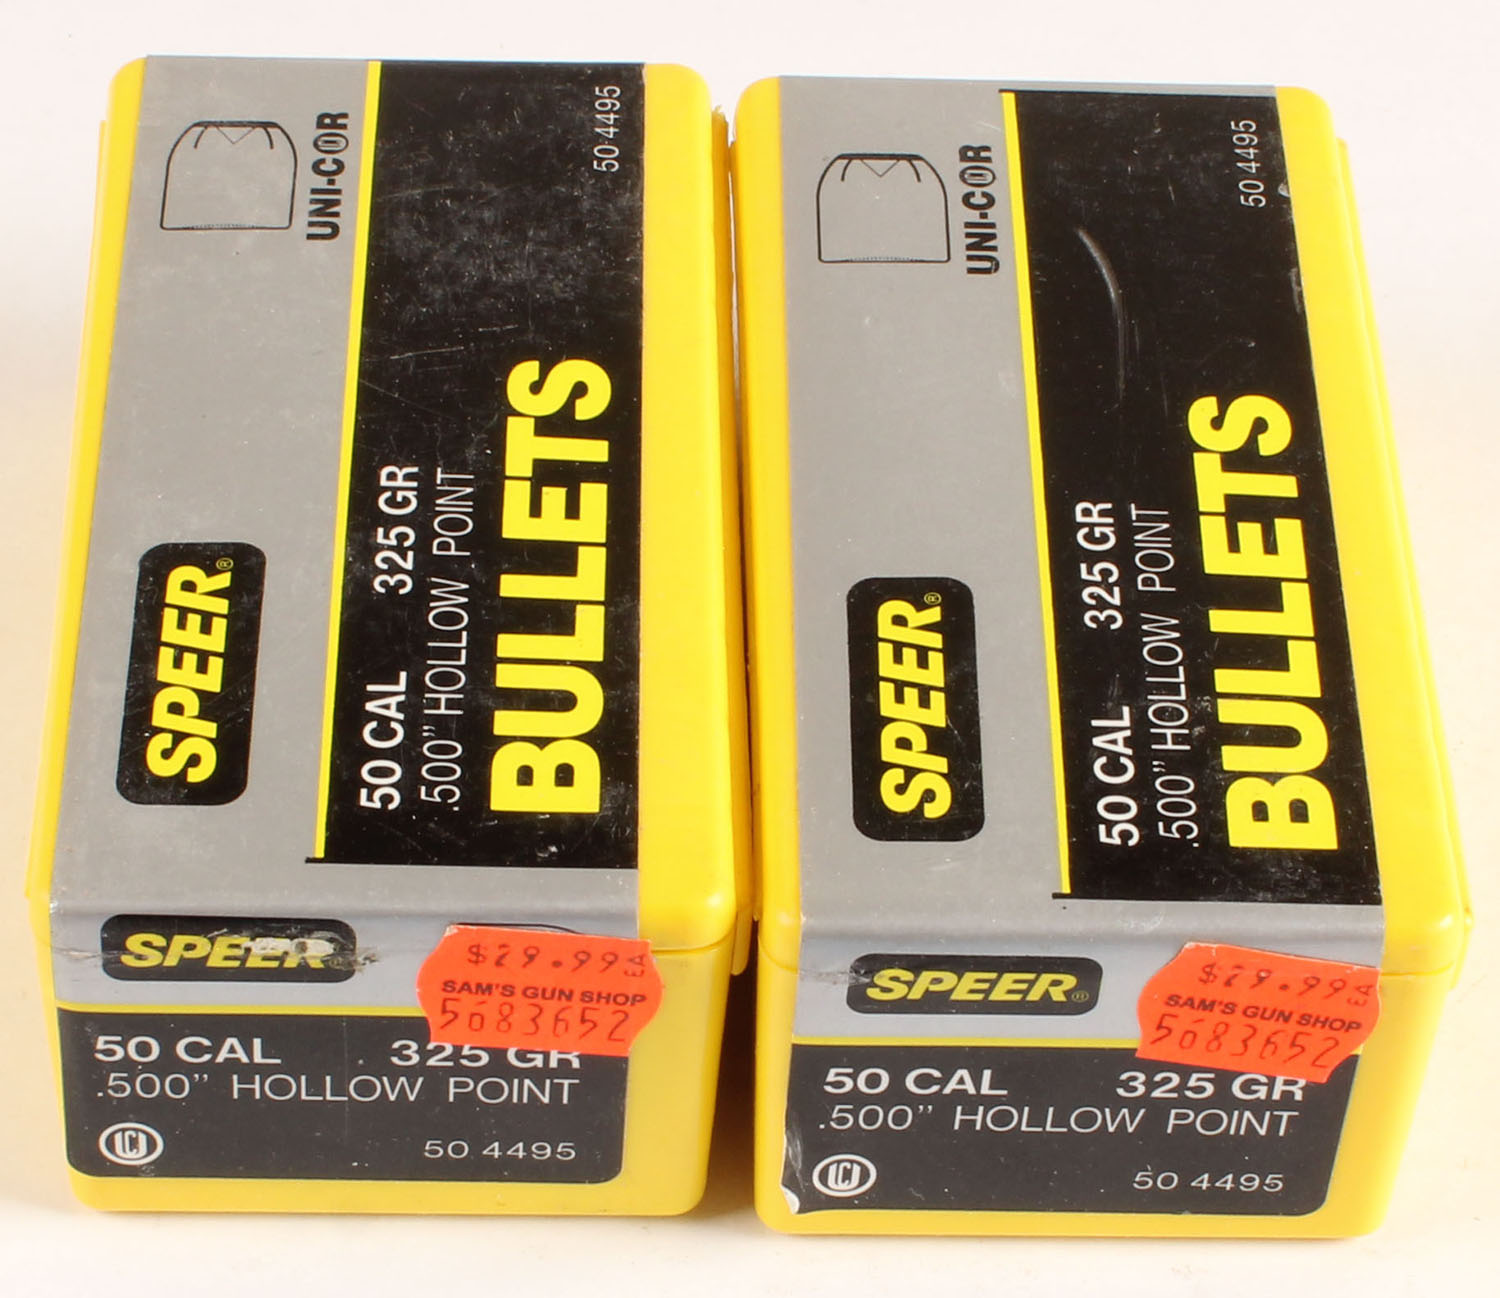 50 4495
UNI-COR
SPEER®
50 CAL 325 GR
.500" HOLLOW POINT
BULLETS
SPEER
$29.99 EA
SAM'S GUN SHOP
5683652
50 CAL 325 GR
.500" HOLLOW POINT
LCJ
50 4495
50 4495
UNI-COR
SPEER®
50 CAL 325 GR
.500" HOLLOW POINT
BULLETS
SPEER®
$29.99 EA
SAM'S GUN SHOP
5683652
50 CAL 325 GR
.500" HOLLOW POINT
LCJ
50 4495